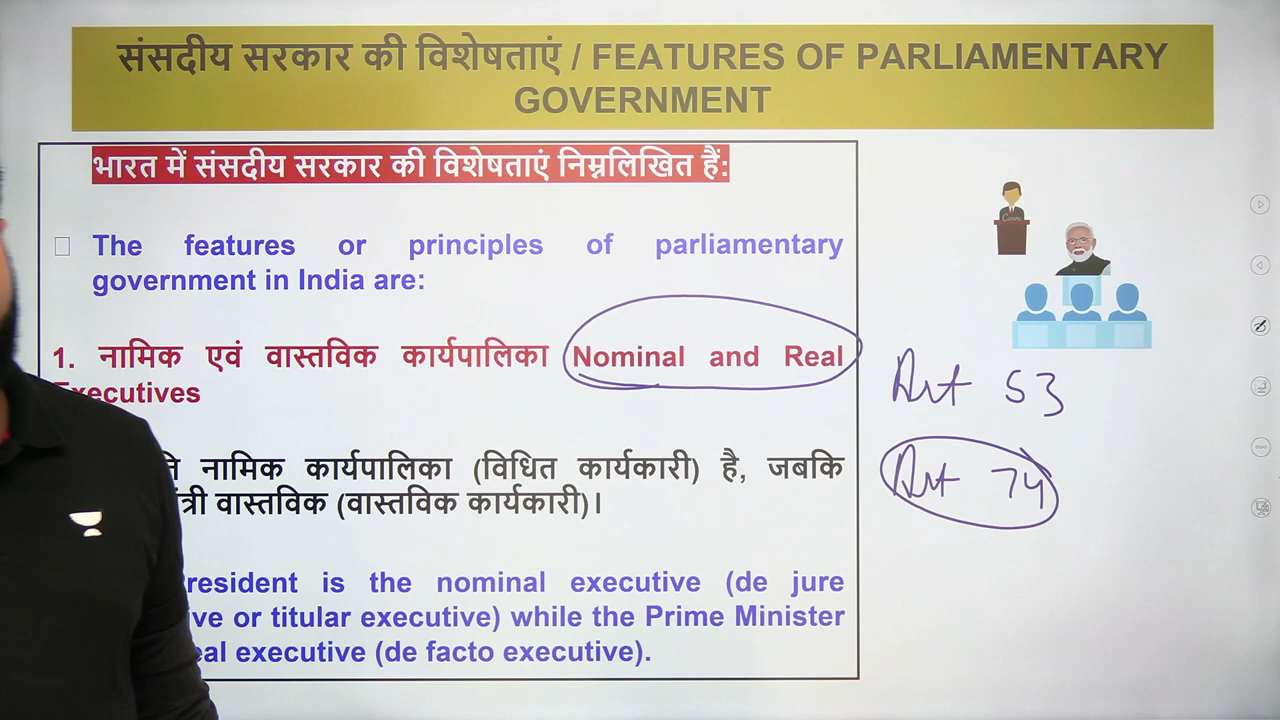 संसदीय सरकार की विशेषताएं / FEATURES OF PARLIAMENTARY
GOVERNMENT
भारत में संसदीय सरकार की विशेषताएं निम्नलिखित हैं:
The features or principles of parliamentary
government in India are:
1. नामिक एवं वास्तविक कार्यपालिका Nominal and Real
Executives
नामिक कार्यपालिका (विधित कार्यकारी) है, जबकि
वास्तविक (वास्तविक कार्यकारी)।
is the nominal executive (de jure
or titular executive) while the Prime Minister
executive (de facto executive).
Art 53
Art 74